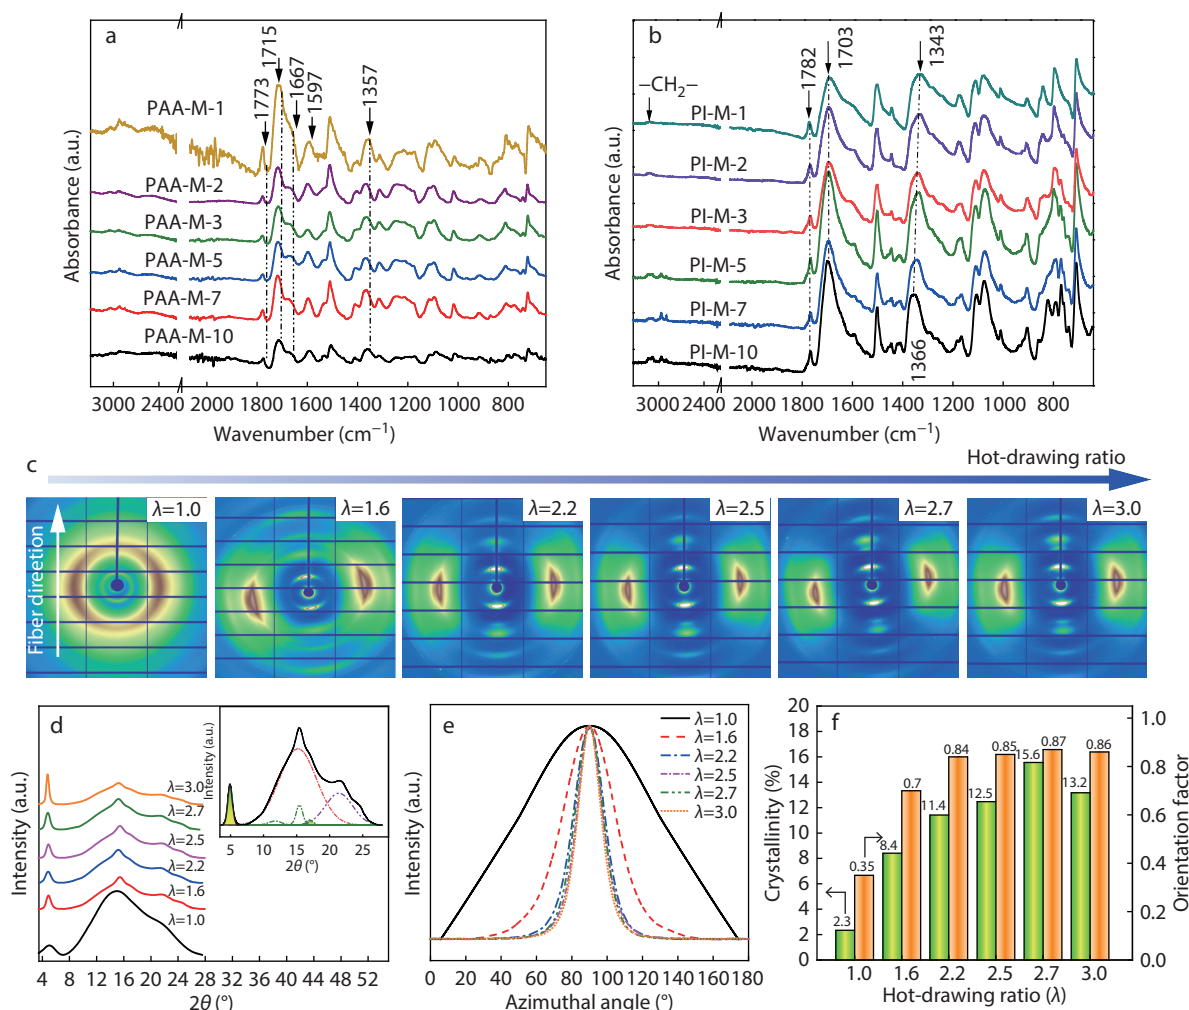 a
1773
1715
1667
1597
1357
PAA-M-1
PAA-M-2
PAA-M-3
PAA-M-5
PAA-M-7
PAA-M-10
Absorbance (a.u.)
3000 2400 2000 1800 1600 1400 1200 1000 800
Wavenumber (cm⁻¹)
b
1782
1703
1343
–CH₂–
PI-M-1
PI-M-2
PI-M-3
PI-M-5
PI-M-7
PI-M-10
1366
Absorbance (a.u.)
3000 2400 2000 1800 1600 1400 1200 1000 800
Wavenumber (cm⁻¹)
c
Hot-drawing ratio
λ=1.0
λ=1.6
λ=2.2
λ=2.5
λ=2.7
λ=3.0
Fiber direction
d
Intensity (a.u.)
λ=3.0
λ=2.7
λ=2.5
λ=2.2
λ=1.6
λ=1.0
4 8 12 16 20 24 28 32 36 40 44 48 52
2θ (°)
Intensity (a.u.)
5 10 15 20 25
2θ (°)
e
Intensity (a.u.)
λ=1.0
λ=1.6
λ=2.2
λ=2.5
λ=2.7
λ=3.0
0 20 40 60 80 100 120 140 160 180
Azimuthal angle (°)
f
Crystallinity (%)
20
18
16
14
12
10
8
6
4
2
0
2.3
0.35
8.4
0.7
11.4
0.84
12.5
0.85
15.6
0.87
13.2
0.86
1.0
0.8
0.6
0.4
0.2
0.0
Orientation factor
1.0 1.6 2.2 2.5 2.7 3.0
Hot-drawing ratio (λ)